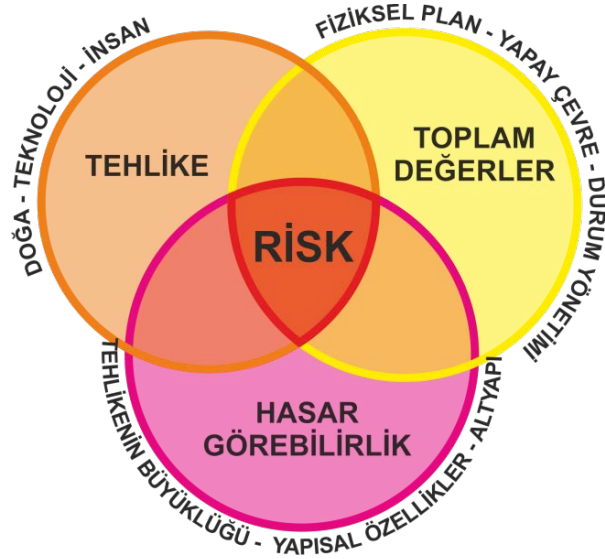 DOĞA - TEKNOLOJİ - İNSAN
FİZİKSEL PLAN - YAPAY ÇEVRE - DURUM YÖNETİMİ
TEHLİKE
TOPLAM
DEĞERLER
RİSK
HASAR
GÖREBİLİRLİK
TEHLİKENİN BÜYÜKLÜĞÜ - YAPISAL ÖZELLİKLER - ALTYAPI